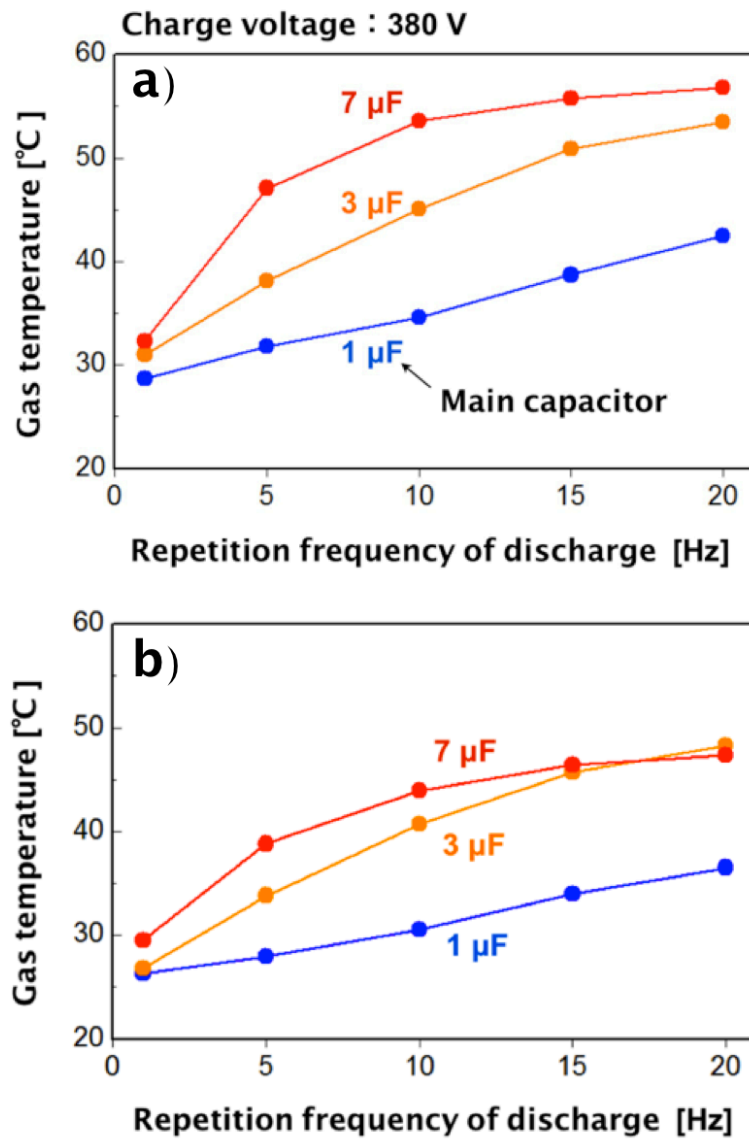 Charge voltage：380 V
a)
60
50
40
30
20
Gas temperature [℃]
7 µF
3 µF
1 µF
Main capacitor
0 5 10 15 20
Repetition frequency of discharge [Hz]
b)
60
50
40
30
20
Gas temperature [℃]
7 µF
3 µF
1 µF
0 5 10 15 20
Repetition frequency of discharge [Hz]